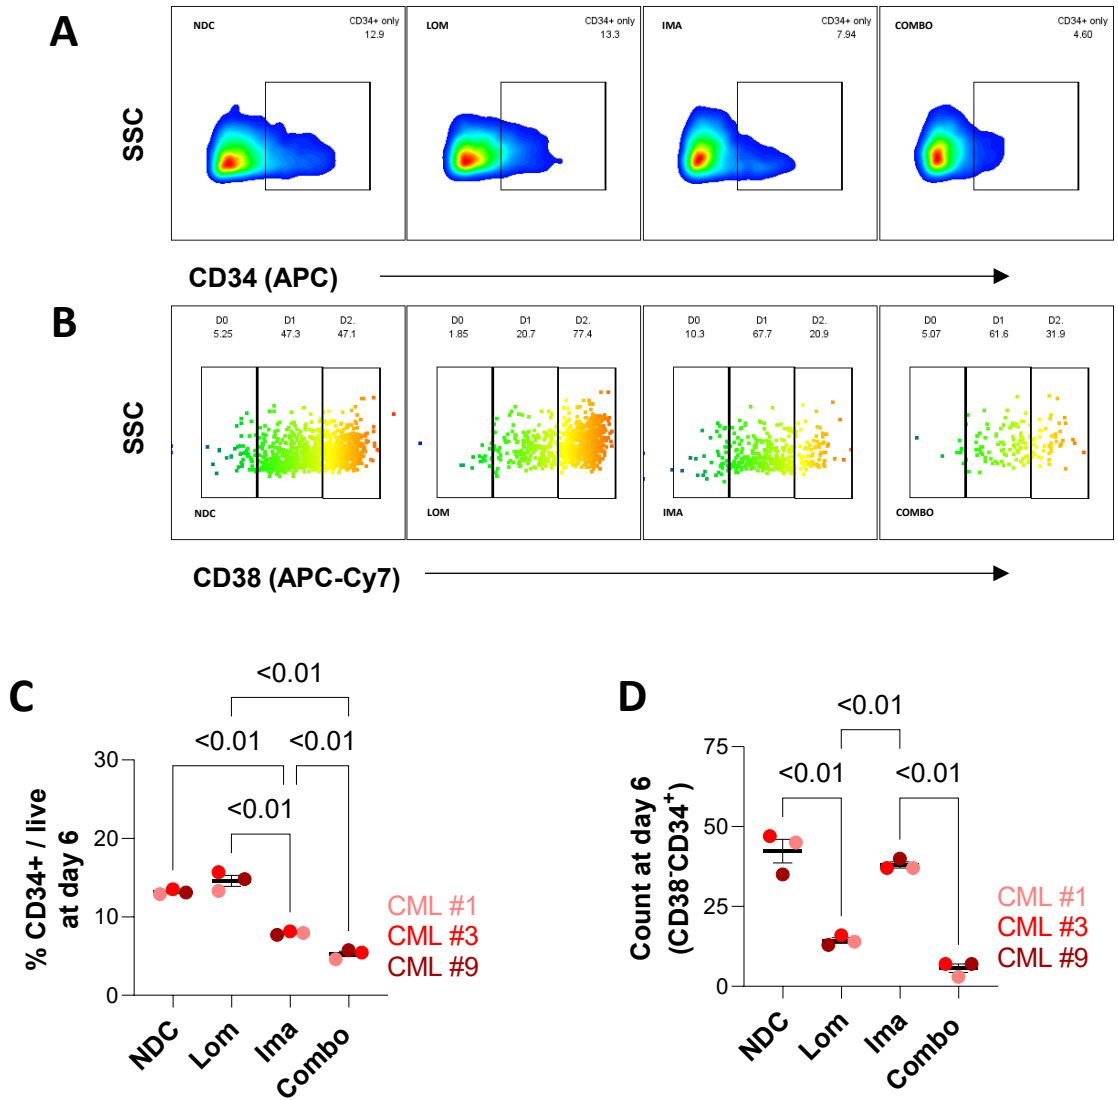 A
NDC
CD34+ only
12.9
LOM
CD34+ only
13.3
IMA
CD34+ only
7.94
COMBO
CD34+ only
4.60
SSC
CD34 (APC)
B
D0 D1 D2.
5.25 47.3 47.1
NDC
D0 D1 D2.
1.85 20.7 77.4
LOM
D0 D1 D2.
10.3 67.7 20.9
IMA
D0 D1 D2.
5.07 61.6 31.9
COMBO
SSC
CD38 (APC-Cy7)
C
<0.01
<0.01 <0.01
<0.01
30
20
10
0
% CD34+ / live
at day 6
NDC
Lom
Ima
Combo
CML #1
CML #3
CML #9
D
<0.01
<0.01 <0.01
75
50
25
0
Count at day 6
(CD38⁻CD34⁺)
NDC
Lom
Ima
Combo
CML #1
CML #3
CML #9